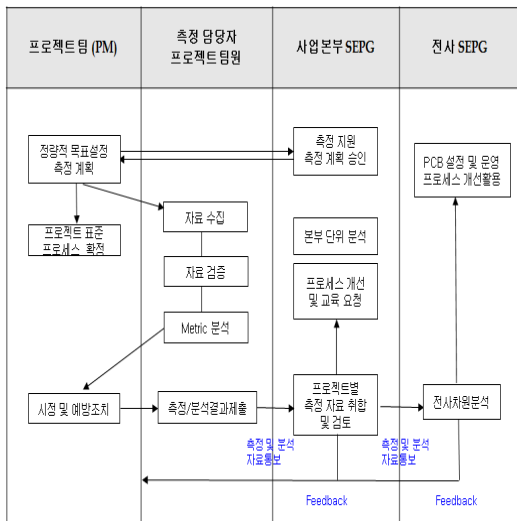 프로젝트팀 (PM)
측정 담당자
프로젝트팀원
사업본부 SEPG
전사 SEPG
정량적 목표설정
측정 계획
측정 지원
측정 계획 승인
PCB 설정 및 운영
프로세스 개선활용
프로젝트 표준
프로세스 확정
자료 수집
본부 단위 분석
자료 검증
프로세스 개선
및 교육 요청
Metric 분석
시정 및 예방조치
측정/분석결과제출
프로젝트별
측정 자료 취합
및 검토
전사차원분석
측정 및 분석
자료통보
측정 및 분석
자료통보
Feedback
Feedback